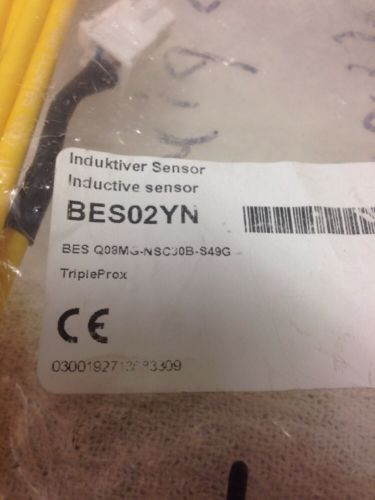 Induktiver Sensor
Inductive sensor
BES02YN
BES Q08MG-NSC30B-S49G
TripleProx
CE